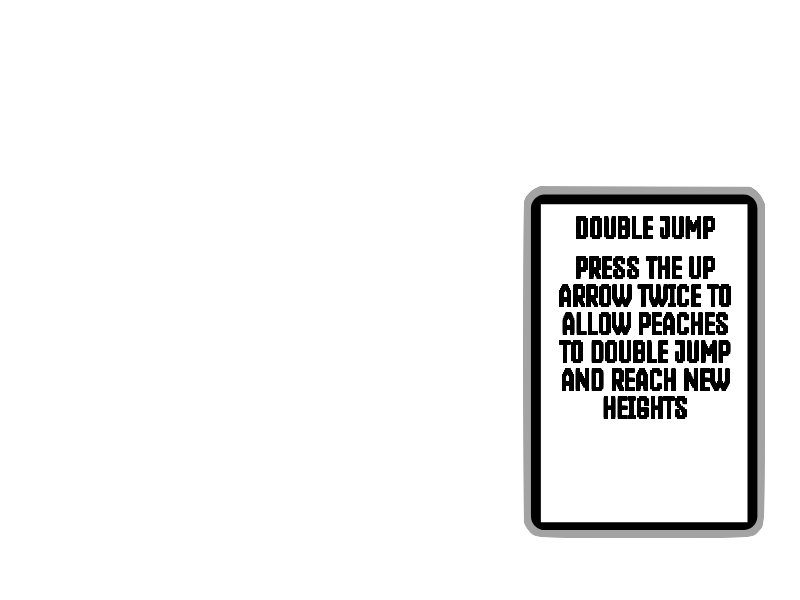 DOUBLE JUMP
PRESS THE UP
ARROW TWICE TO
ALLOW PEACHES
TO DOUBLE JUMP
AND REACH NEW
HEIGHTS